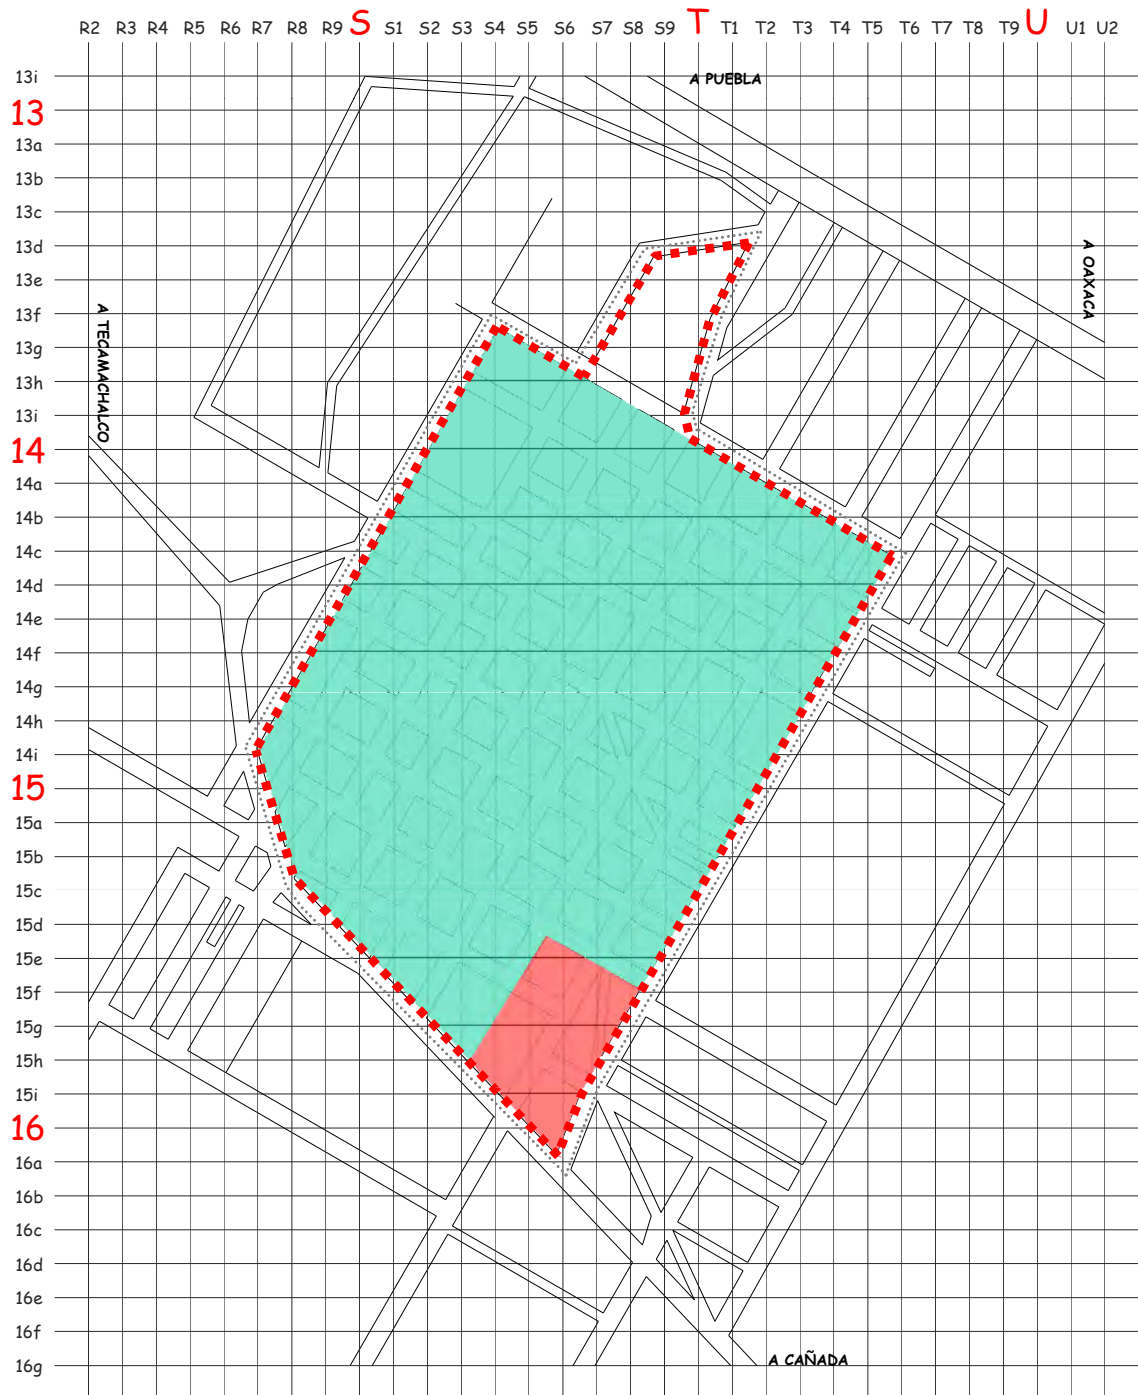 R2 R3 R4 R5 R6 R7 R8 R9 S S1 S2 S3 S4 S5 S6 S7 S8 S9 T T1 T2 T3 T4 T5 T6 T7 T8 T9 U U1 U2
13i
A PUEBLA
13
13a
13b
13c
13d
A OAXACA
13e
13f
A TECAMACHALCO
13g
13h
13i
14
14a
14b
14c
14d
14e
14f
14g
14h
14i
15
15a
15b
15c
15d
15e
15f
15g
15h
15i
16
16a
16b
16c
16d
16e
16f
16g
A CAÑADA